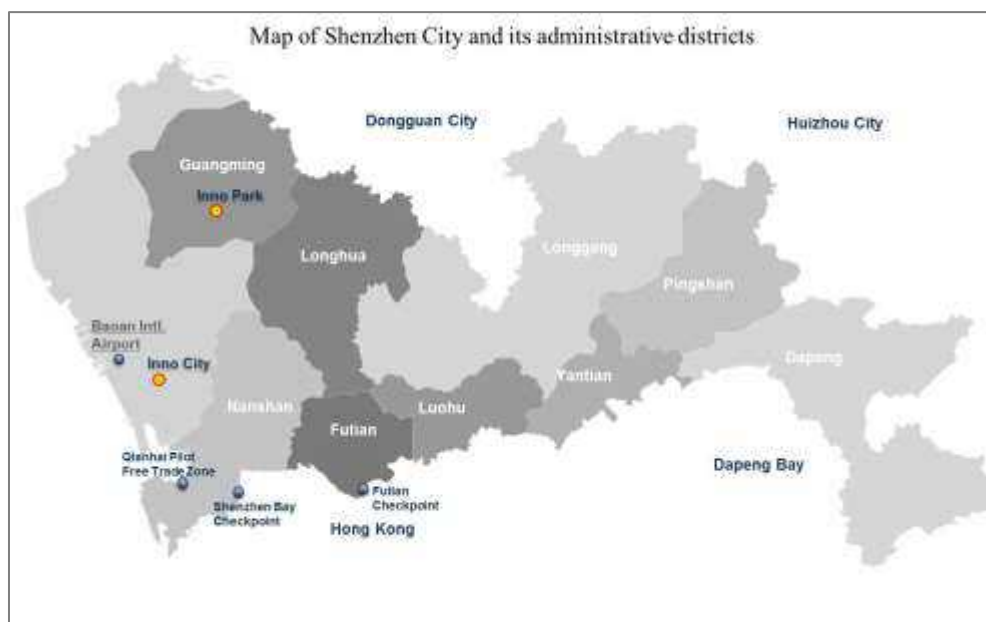 Map of Shenzhen City and its administrative districts
Dongguan City
Huizhou City
Guangming
Inno Park
Longhua
Longgang
Pingshan
Baoan Intl.
Airport
Inno City
Dapeng
Yantian
Nanshan
Luohu
Futian
Qianhai Pilot
Free Trade Zone
Dapeng Bay
Shenzhen Bay
Checkpoint
Futian
Checkpoint
Hong Kong